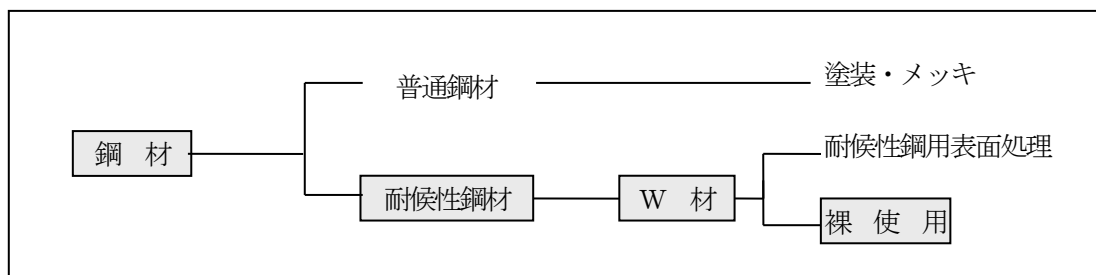 塗装・メッキ
普通鋼材
鋼 材
耐候性鋼用表面処理
耐候性鋼材
W 材
裸 使 用